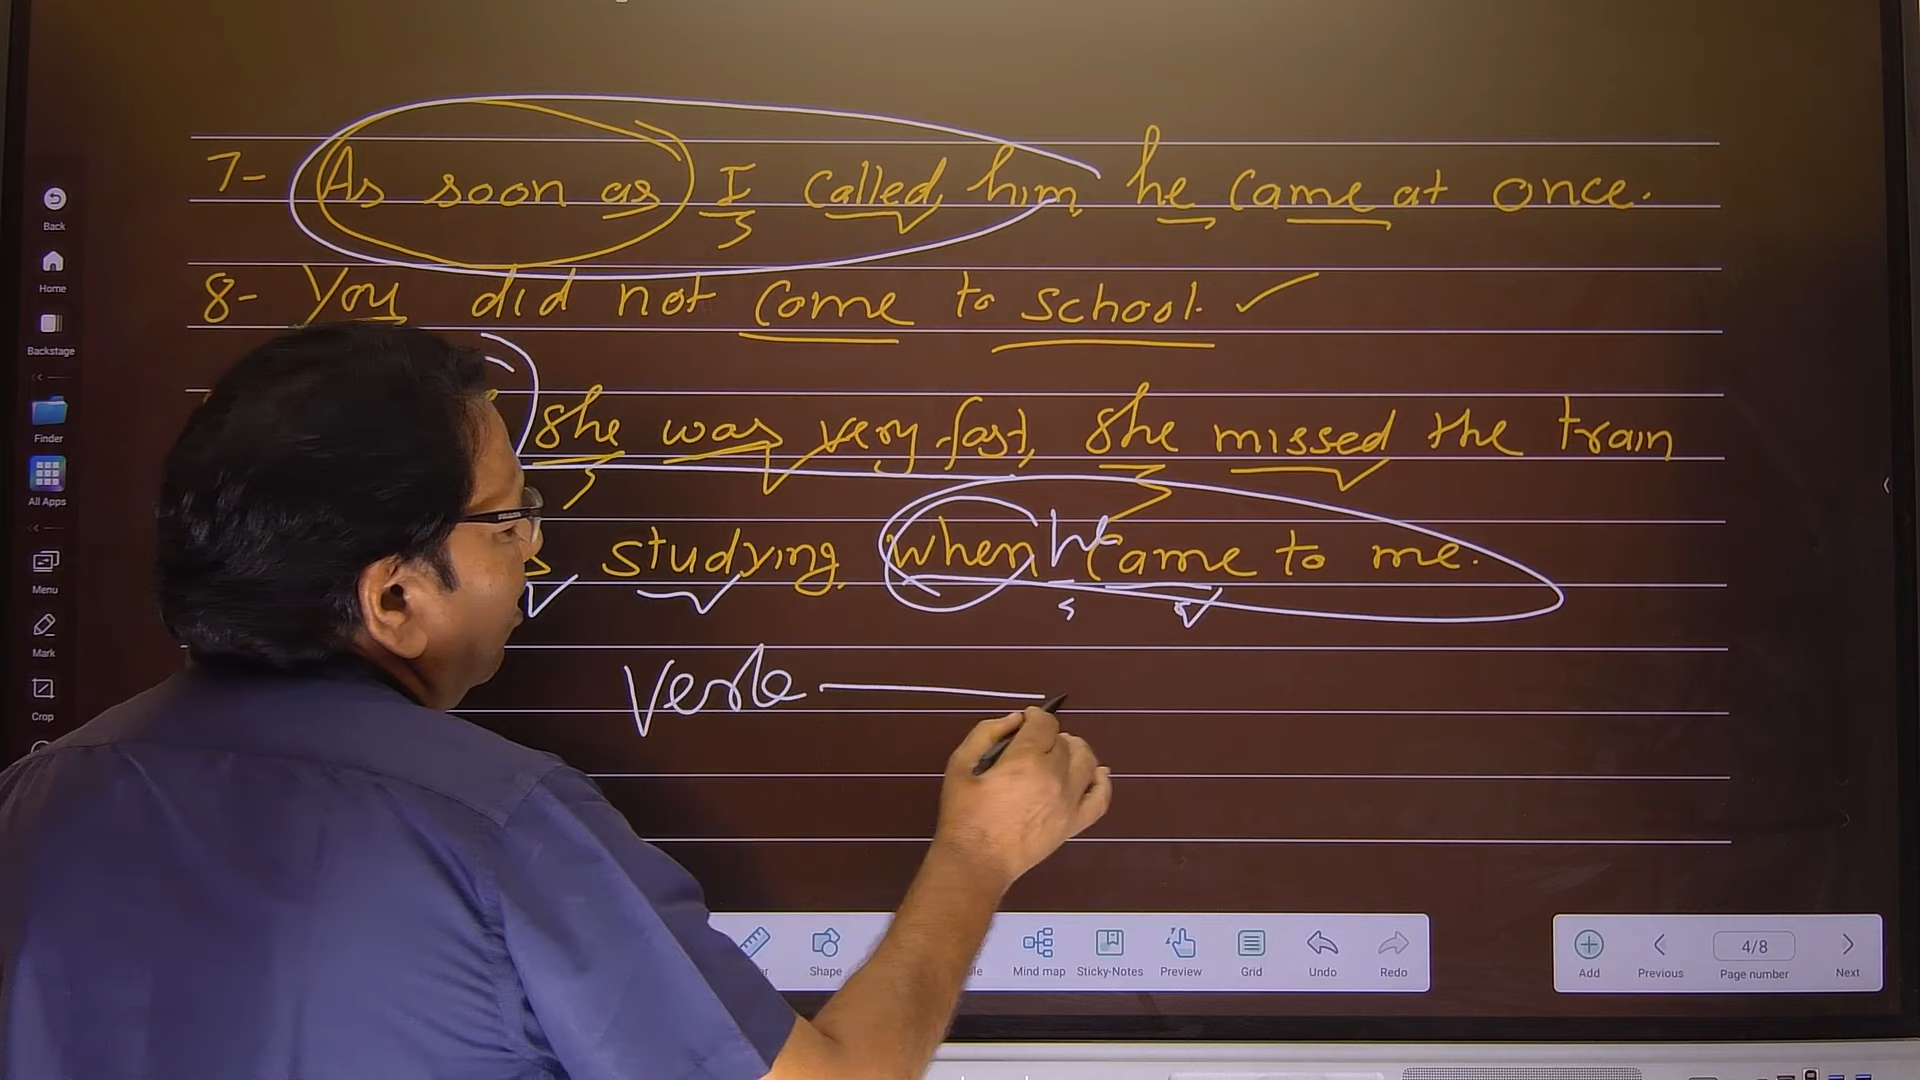 7- As soon as I called him, he came at once.
8- You did not come to school.
she was very fast, she missed the train
s studying, when he came to me.
Verb
Back
Home
Backstage
Finder
All Apps
Menu
Mark
Crop
Shape
Mind map
Sticky-Notes
Preview
Grid
Undo
Redo
Add
Previous
4/8
Page number
Next